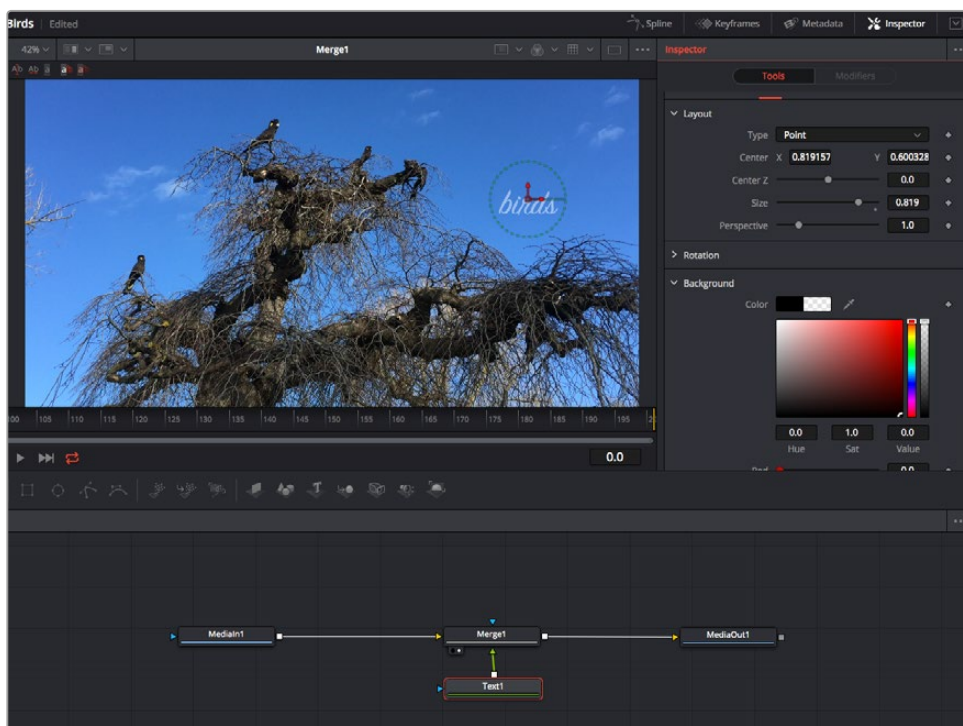 Birds Edited Spline Keyframes Metadata Inspector
42% Merge1 Inspector
Tools Modifiers
Layout
Type Point
Center X 0.819157 Y 0.600328
Center Z 0.0
Size 0.819
Perspective 1.0
Rotation
Background
Color
birds
105 110 115 120 125 130 135 140 145 150 155 160 165 170 175 180 185 190 195
0.0
0.0 1.0 0.0
Hue Sat Value
MediaIn1 Merge1 MediaOut1
Text1